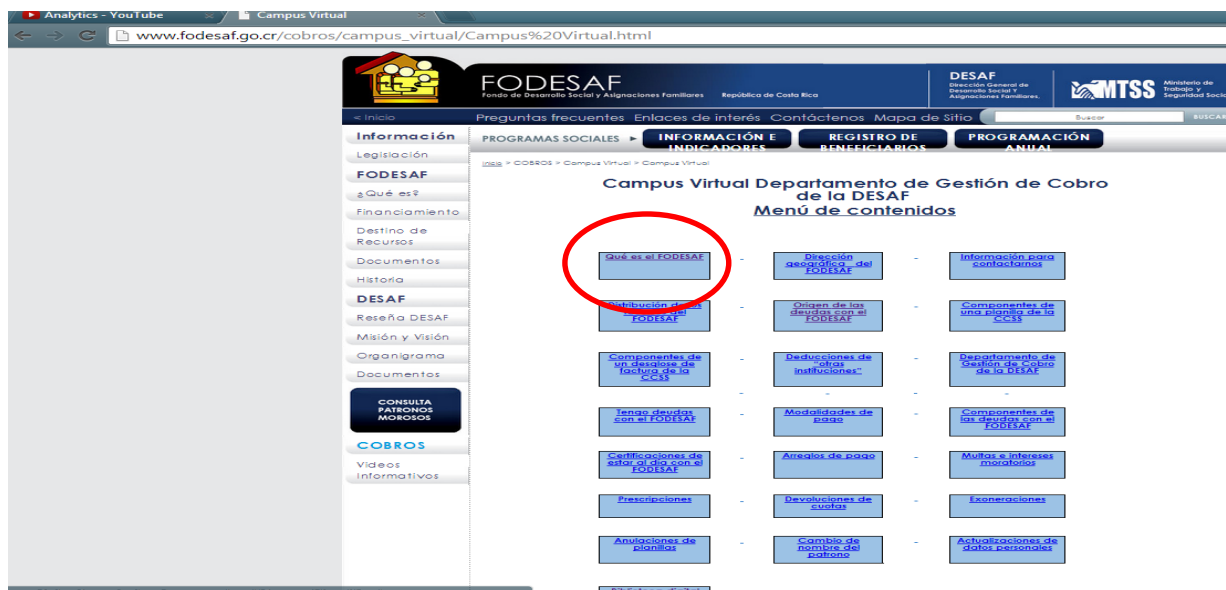 Analytics - YouTube
Campus Virtual
www.fodesaf.go.cr/cobros/campus_virtual/Campus%20Virtual.html
FODESAF
Fondo de Desarrollo Social y Asignaciones Familiares República de Costa Rica
DESAF
Dirección General de
Desarrollo Social Y
Asignaciones Familiares.
MTSS
Ministerio de
Trabajo y
Seguridad Socia
< Inicio
Preguntas frecuentes Enlaces de interés Contáctenos Mapa de Sitio
Buscar
BUSCAR
Información
Legislación
FODESAF
¿Qué es?
Financiamiento
Destino de
Recursos
Documentos
Historia
DESAF
Reseña DESAF
Misión y Visión
Organigrama
Documentos
CONSULTA
PATRONOS
MOROSOS
COBROS
Videos
Informativos
PROGRAMAS SOCIALES
INFORMACIÓN E
INDICADORES
REGISTRO DE
BENEFICIARIOS
PROGRAMACIÓN
ANUAL
Inicio > COBROS > Campus Virtual > Campus Virtual
Campus Virtual Departamento de Gestión de Cobro
de la DESAF
Menú de contenidos
Qué es el FODESAF
-
Dirección
geográfica del
FODESAF
-
Información para
contactarnos
Distribución de los
del
FODESAF
-
Origen de las
deudas con el
FODESAF
-
Componentes de
una planilla de la
CCSS
Componentes de
un desglose de
factura de la
CCSS
-
Deducciones de
"otras
instituciones"
-
Departamento de
Gestión de Cobro
de la DESAF
- - - -
Tengo deudas
con el FODESAF
-
Modalidades de
pago
-
Componentes de
las deudas con el
FODESAF
Certificaciones de
estar al día con el
FODESAF
-
Arreglos de pago
-
Multas e intereses
moratorios
Prescripciones
-
Devoluciones de
cuotas
-
Exoneraciones
Anulaciones de
planillas
-
Cambio de
nombre del
patrono
-
Actualizaciones de
datos personales